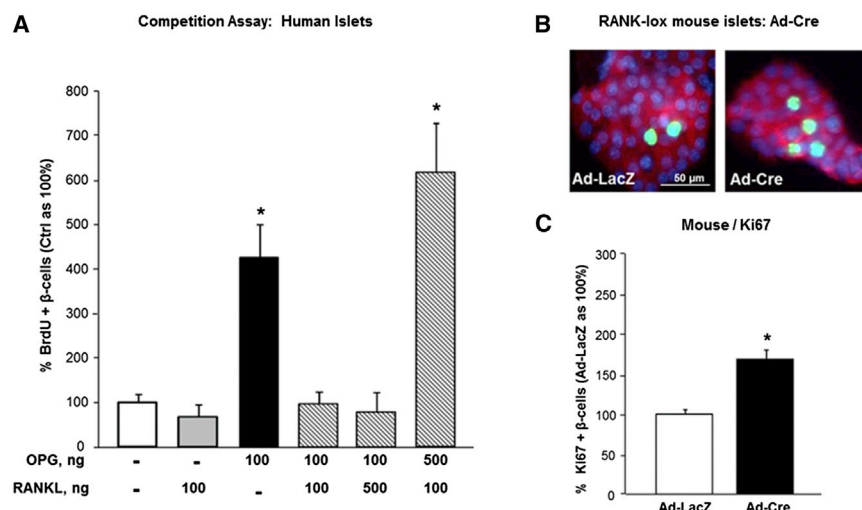 A
Competition Assay: Human Islets
% BrdU + β-cells (Ctrl as 100%)
800
700
600
500
400
300
200
100
0
*
*
OPG, ng - - 100 100 100 500
RANKL, ng - 100 - 100 500 100
B
RANK-lox mouse islets: Ad-Cre
Ad-LacZ
50 µm
Ad-Cre
C
Mouse / Ki67
% Ki67 + β-cells (Ad-LacZ as 100%)
300
250
200
150
100
50
0
*
Ad-LacZ Ad-Cre